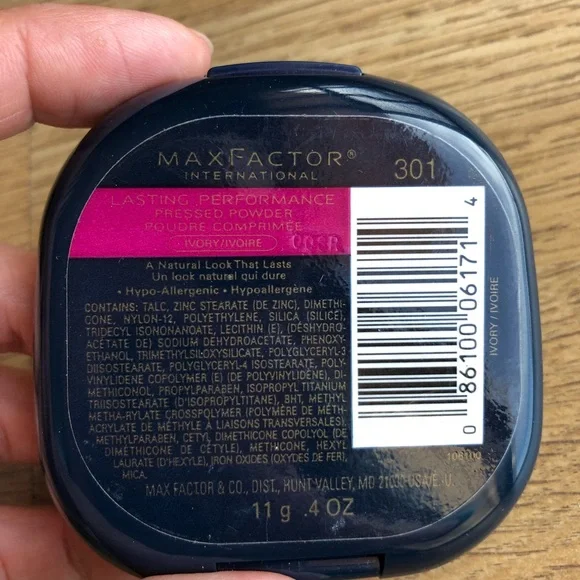 MAXFACTOR®
INTERNATIONAL
301
LASTING PERFORMANCE
PRESSED POWDER
POUDRE COMPRIMÉE
IVORY/IVOIRE
A Natural Look That Lasts
Un look naturel qui dure
• Hypo-Allergenic • Hypoallergène
CONTAINS: TALC, ZINC STEARATE (DE ZINC), DIMETHI-
CONE, NYLON-12, POLYETHYLENE, SILICA (SILICE),
TRIDECYL ISONONANOATE, LECITHIN (E), (DÉSHYDRO-
ACÉTATE DE) SODIUM DEHYDROACETATE, PHENOXY-
ETHANOL, TRIMETHYLSILOXYSILICATE, POLYGLYCERYL-3
DIISOSTEARATE, POLYGLYCERYL-4 ISOSTEARATE, POLY-
VINYLIDENE COPOLYMER (E) (DE POLYVINYLIDÈNE), DI-
METHICONOL, PROPYLPARABEN, ISOPROPYL TITANIUM
TRIISOSTEARATE (D'ISOPROPYLTITANE), BHT, METHYL
METHA-RYLATE CROSSPOLYMER (POLYMÈRE DE MÉTH-
ACRYLATE DE MÉTHYLE À LIAISONS TRANSVERSALES),
METHYLPARABEN, CETYL DIMETHICONE COPOLYOL (DE
DIMÉTHICONE DE CÉTYLE), METHICONE, HEXYL
LAURATE (D'HEXYLE), IRON OXIDES (OXYDES DE FER),
MICA.
MAX FACTOR & CO., DIST., HUNT VALLEY, MD 21030 USA/E.-U.
11 g .4 OZ
0 86100 06171 4
IVORY / IVOIRE